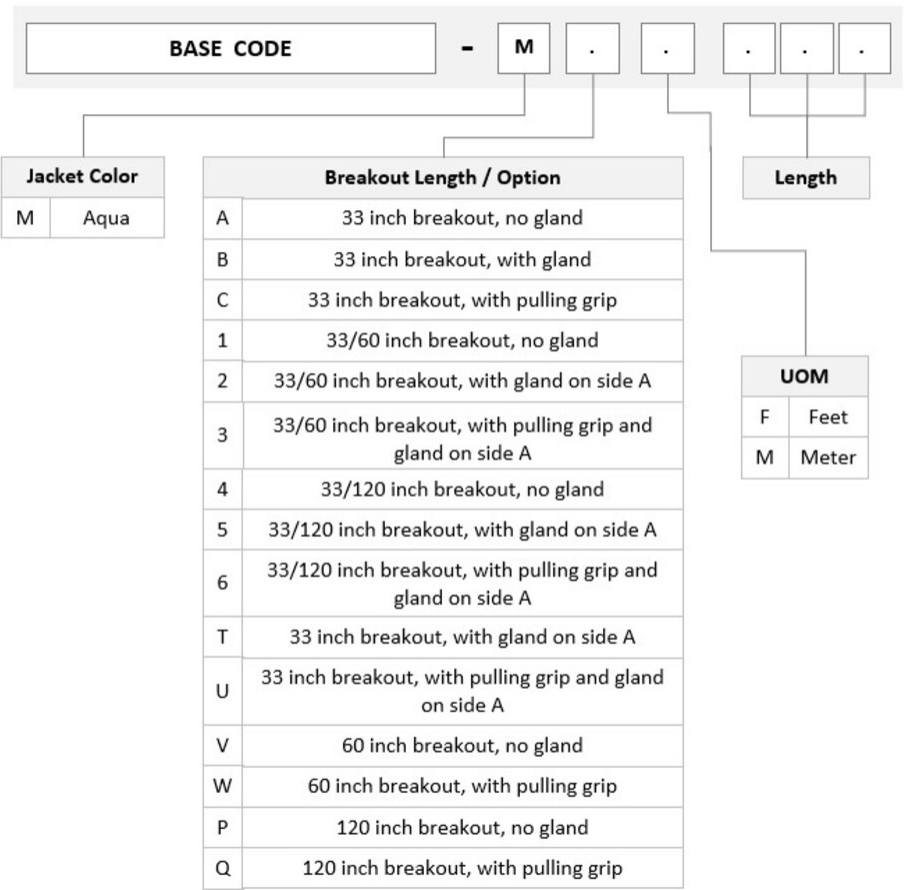 BASE CODE - M . . . . .
Jacket Color
M Aqua
Breakout Length / Option
A 33 inch breakout, no gland
B 33 inch breakout, with gland
C 33 inch breakout, with pulling grip
1 33/60 inch breakout, no gland
2 33/60 inch breakout, with gland on side A
3 33/60 inch breakout, with pulling grip and
gland on side A
4 33/120 inch breakout, no gland
5 33/120 inch breakout, with gland on side A
6 33/120 inch breakout, with pulling grip and
gland on side A
T 33 inch breakout, with gland on side A
U 33 inch breakout, with pulling grip and gland
on side A
V 60 inch breakout, no gland
W 60 inch breakout, with pulling grip
P 120 inch breakout, no gland
Q 120 inch breakout, with pulling grip
Length
UOM
F Feet
M Meter